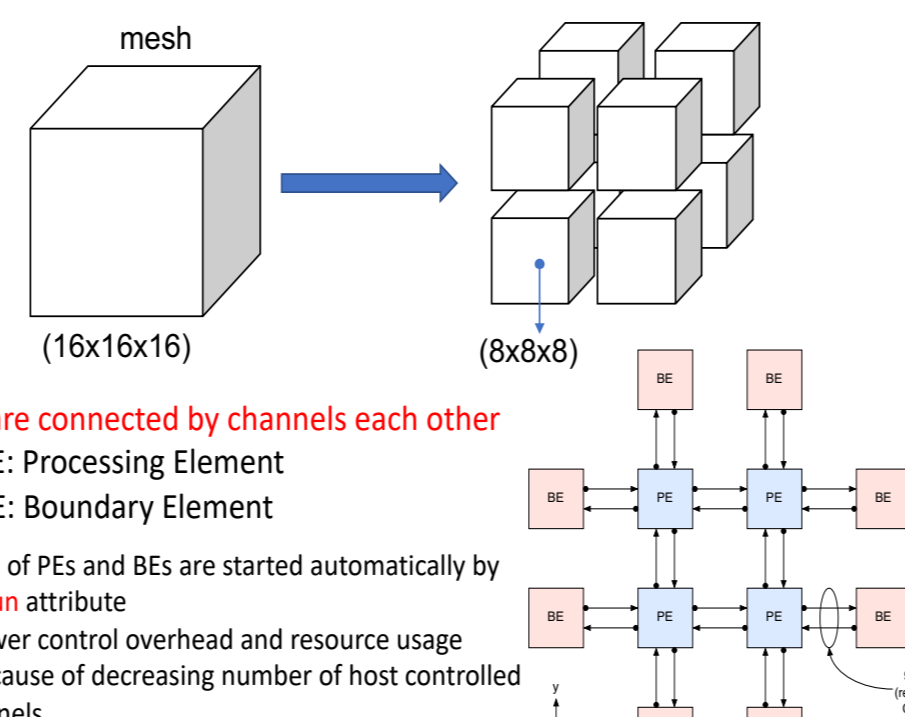 mesh
(16x16x16)
(8x8x8)
are connected by channels each other
E: Processing Element
E: Boundary Element
of PEs and BEs are started automatically by
un attribute
wer control overhead and resource usage
cause of decreasing number of host controlled
nels
BE BE
BE PE PE BE
BE PE PE BE
y
(re